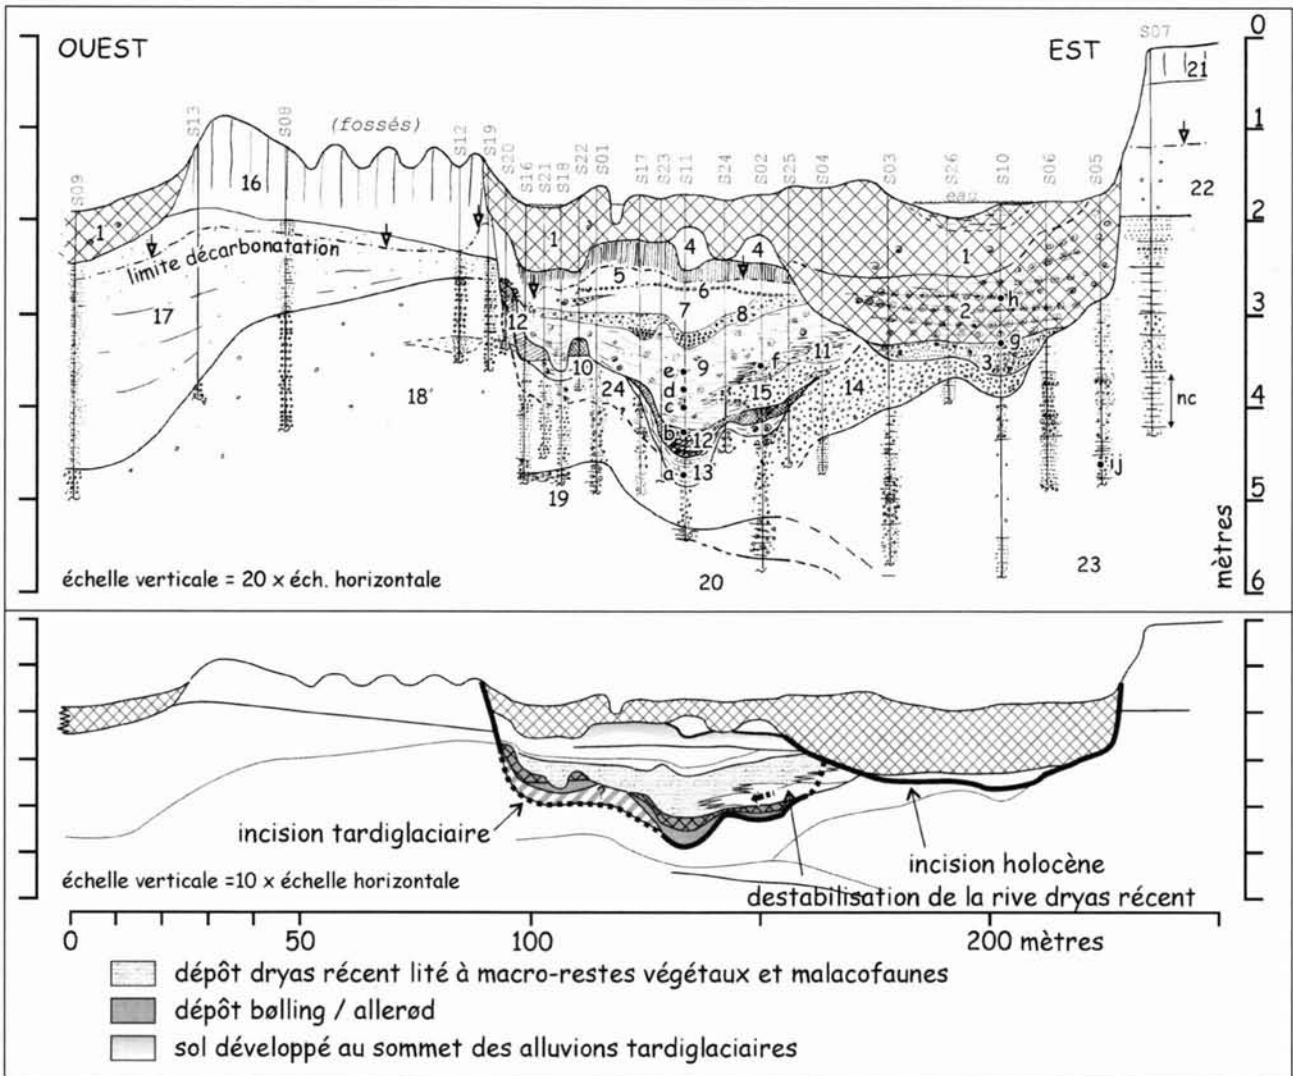 OUEST
EST
0
1
2
3
4
5
6
mètres
S07
S13
S08
(fossés)
S12
S19
S20
S16
S21
S18
S22
S01
S17
S23
S11
S24
S02
S25
S04
S03
S26
S10
S06
S05
S09
eau
21
22
16
1
1
4
4
1
limite décarbonatation
5
6
7
8
2
h
17
12
g
3
11
10
9
e
f
d
c
24
15
14
18'
nc
b
12
a
13
j
19
20
23
échelle verticale = 20 x éch. horizontale
incision tardiglaciaire
?
incision holocène
destabilisation de la rive dryas récent
échelle verticale =10 x échelle horizontale
0 50 100 200 mètres
dépôt dryas récent lité à macro-restes végétaux et malacofaunes
dépôt bølling / allerød
sol développé au sommet des alluvions tardiglaciaires